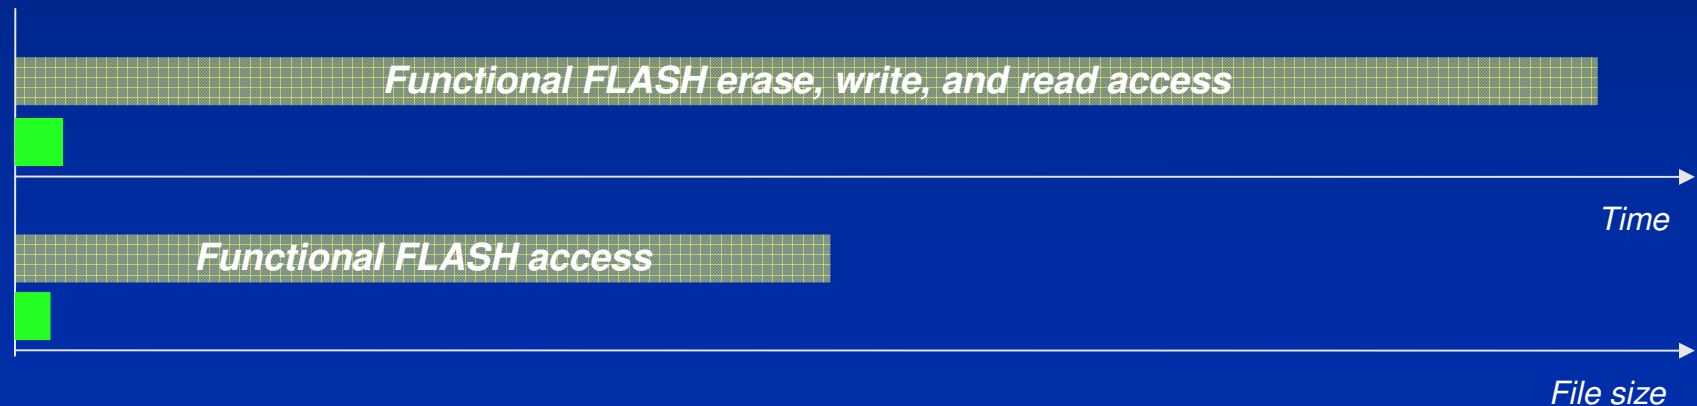 Functional FLASH erase, write, and read access
Time
Functional FLASH access
File size